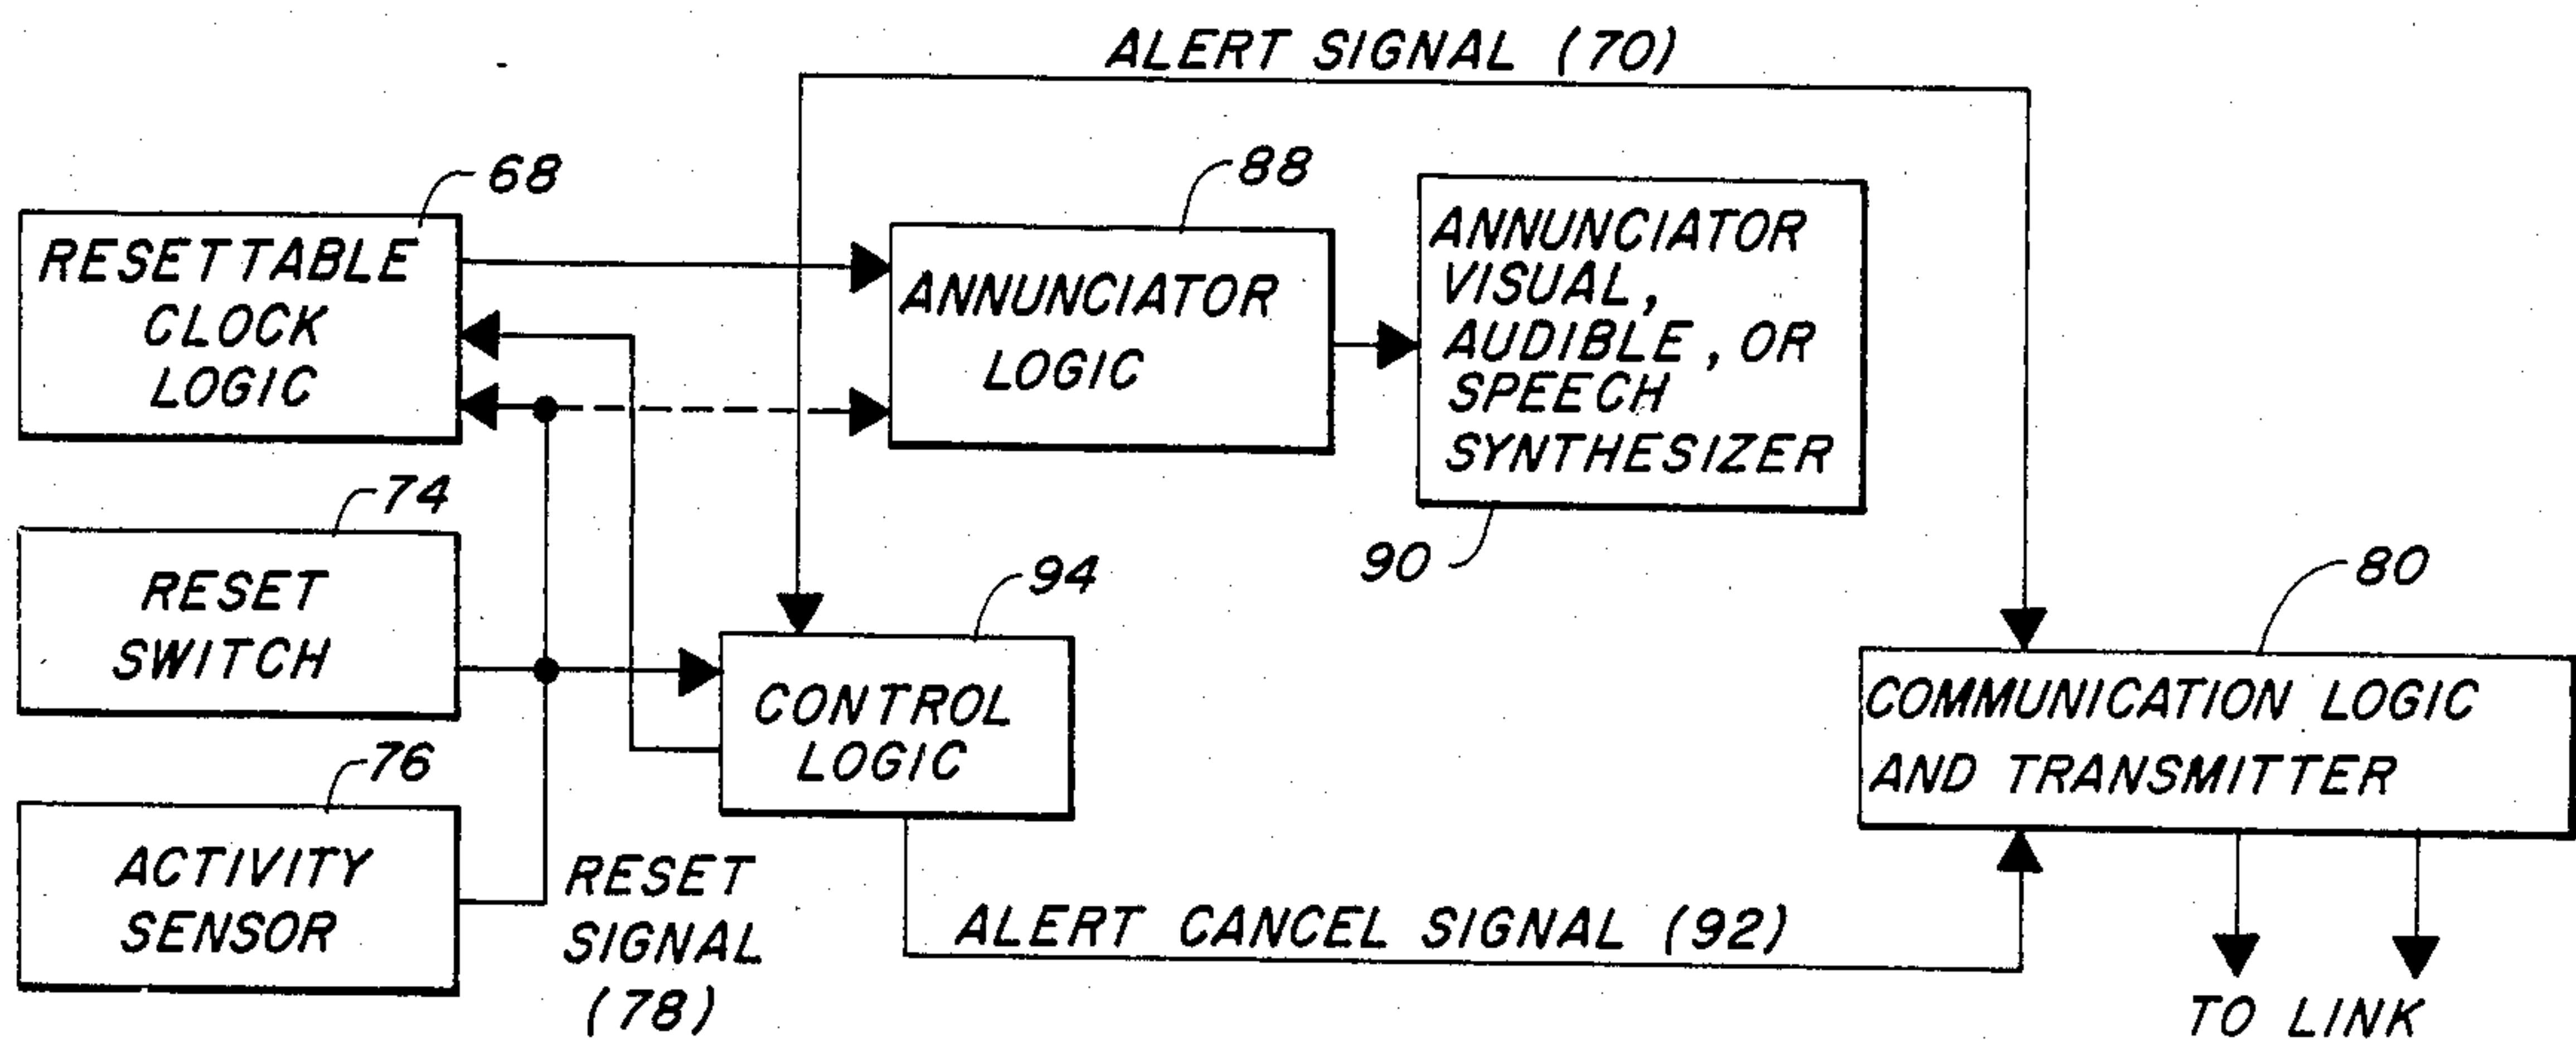 ALERT SIGNAL (70)
68
RESETTABLE
CLOCK
LOGIC
88
ANNUNCIATOR
LOGIC
ANNUNCIATOR
VISUAL,
AUDIBLE, OR
SPEECH
SYNTHESIZER
90
74
RESET
SWITCH
94
CONTROL
LOGIC
80
COMMUNICATION LOGIC
AND TRANSMITTER
76
ACTIVITY
SENSOR
RESET
SIGNAL
(78)
ALERT CANCEL SIGNAL (92)
TO LINK